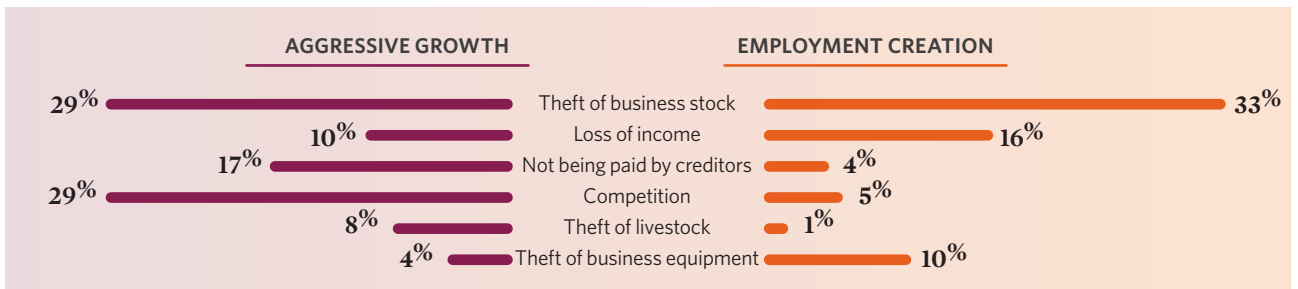 AGGRESSIVE GROWTH EMPLOYMENT CREATION
29% Theft of business stock 33%
10% Loss of income 16%
17% Not being paid by creditors 4%
29% Competition 5%
8% Theft of livestock 1%
4% Theft of business equipment 10%